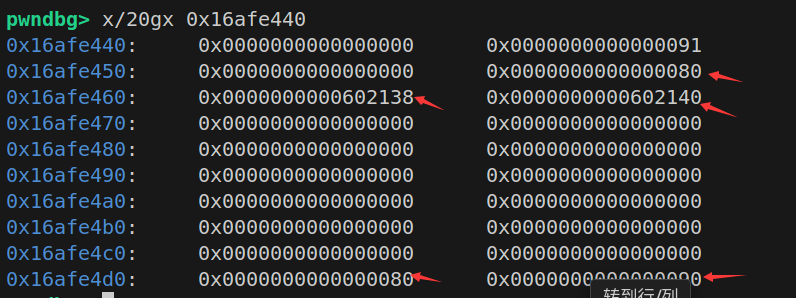 pwndbg> x/20gx 0x16afe440
0x16afe440: 0x0000000000000000 0x0000000000000091
0x16afe450: 0x0000000000000000 0x0000000000000080
0x16afe460: 0x0000000000602138 0x0000000000602140
0x16afe470: 0x0000000000000000 0x0000000000000000
0x16afe480: 0x0000000000000000 0x0000000000000000
0x16afe490: 0x0000000000000000 0x0000000000000000
0x16afe4a0: 0x0000000000000000 0x0000000000000000
0x16afe4b0: 0x0000000000000000 0x0000000000000000
0x16afe4c0: 0x0000000000000000 0x0000000000000000
0x16afe4d0: 0x0000000000000080 0x0000000000000090
转到行/列